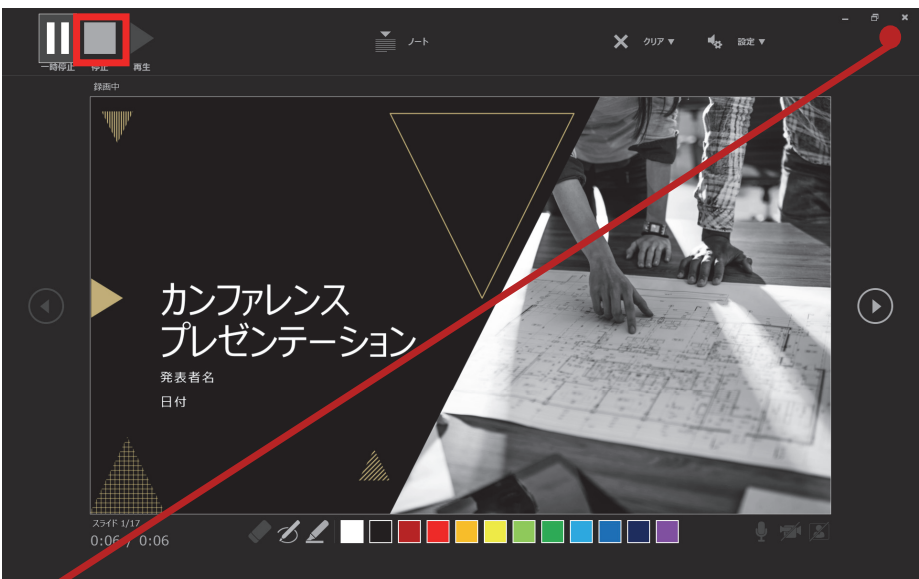 一時停止 停止 再生
ノート
クリア ▼
設定 ▼
録画中
カンファレンス
プレゼンテーション
発表者名
日付
スライド 1/17
0:06 / 0:06